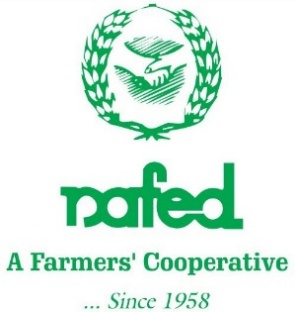 nafed
A Farmers' Cooperative
... Since 1958